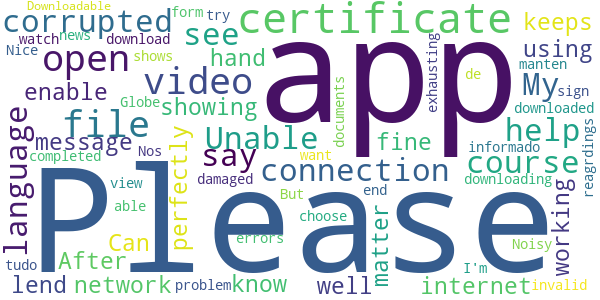 Downloadable
form
try
corrupted
certificate
watch
news
download
see
keeps
Nice
app
open
shows
hand
exhausting
using
video
de
My
enable
Globe
showing
documents
manten
sign
file
downloaded
language
message
perfectly
Unable
fine
help
completed
Nos
say
want
informado
reagrdings
connection
course
working
damaged
downloading
view
end
able
But
choose
Please
Can
matter
errors
Noisy
tudo
After
I'm
lend
network
problem
know
well
internet
invalid